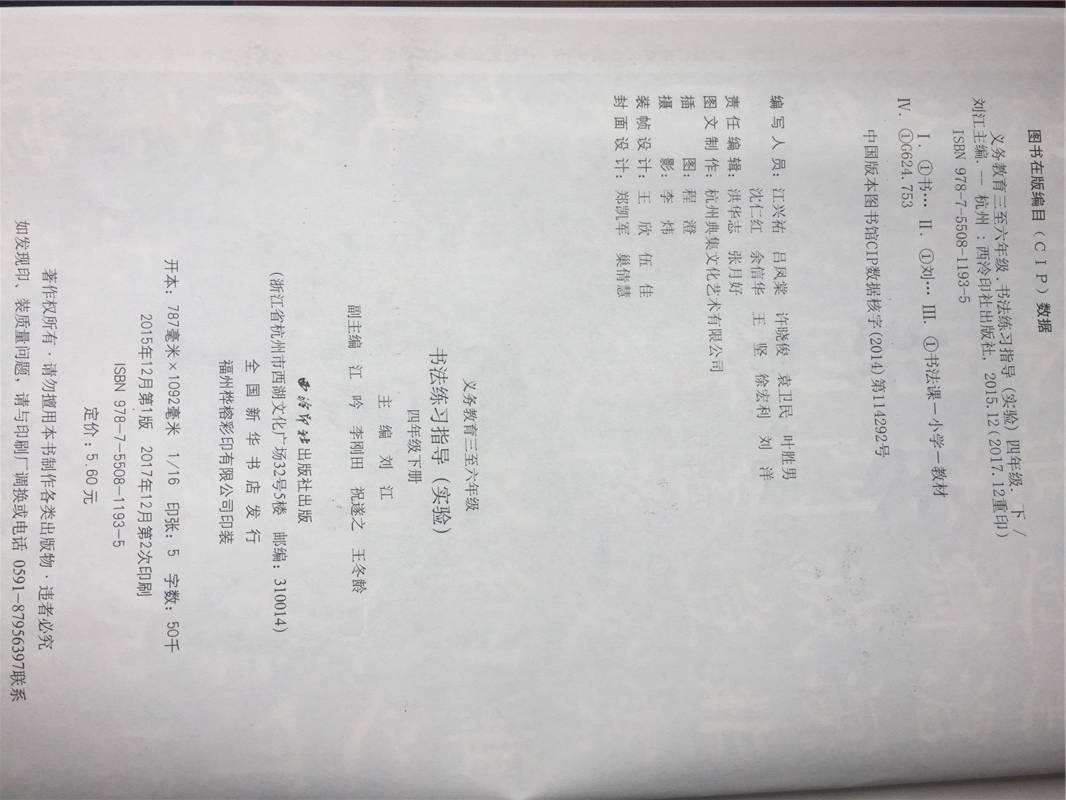 图书在版编目(CIP)数据
义务教育三至六年级.书法练习指导(实验)四年级.下/
刘江主编. — 杭州:西泠印社出版社, 2015.12(2017.12重印)
ISBN 978-7-5508-1193-5
Ⅰ.①书… Ⅱ.①刘… Ⅲ.①书法课-小学-教材
Ⅳ.①G624.753
中国版本图书馆CIP数据核字(2014)第114292号
编写人员:江兴祐 吕凤棠 许晓俊 袁卫民 叶胜男
沈仁红 余信华 王坚 徐宏利 刘洋
责任编辑:洪华志 张月好
图文制作:杭州典集文化艺术有限公司
插图:程澄
摄影:李炜
装帧设计:王欣 伍佳
封面设计:郑凯军 巢倩慧
义务教育三至六年级
书法练习指导(实验)
四年级下册
主编 刘江
副主编 江吟 李刚田 祝遂之 王冬龄
西泠印社出版社出版
(浙江省杭州市西湖文化广场32号5楼 邮编:310014)
全国新华书店发行
福州桦榕彩印有限公司印装
开本:787毫米×1092毫米 1/16 印张:5 字数:50千
2015年12月第1版 2017年12月第2次印刷
ISBN 978-7-5508-1193-5
定价:5.60元
著作权所有·请勿擅用本书制作各类出版物·违者必究
如发现印、装质量问题,请与印刷厂调换或电话 0591-87956397联系